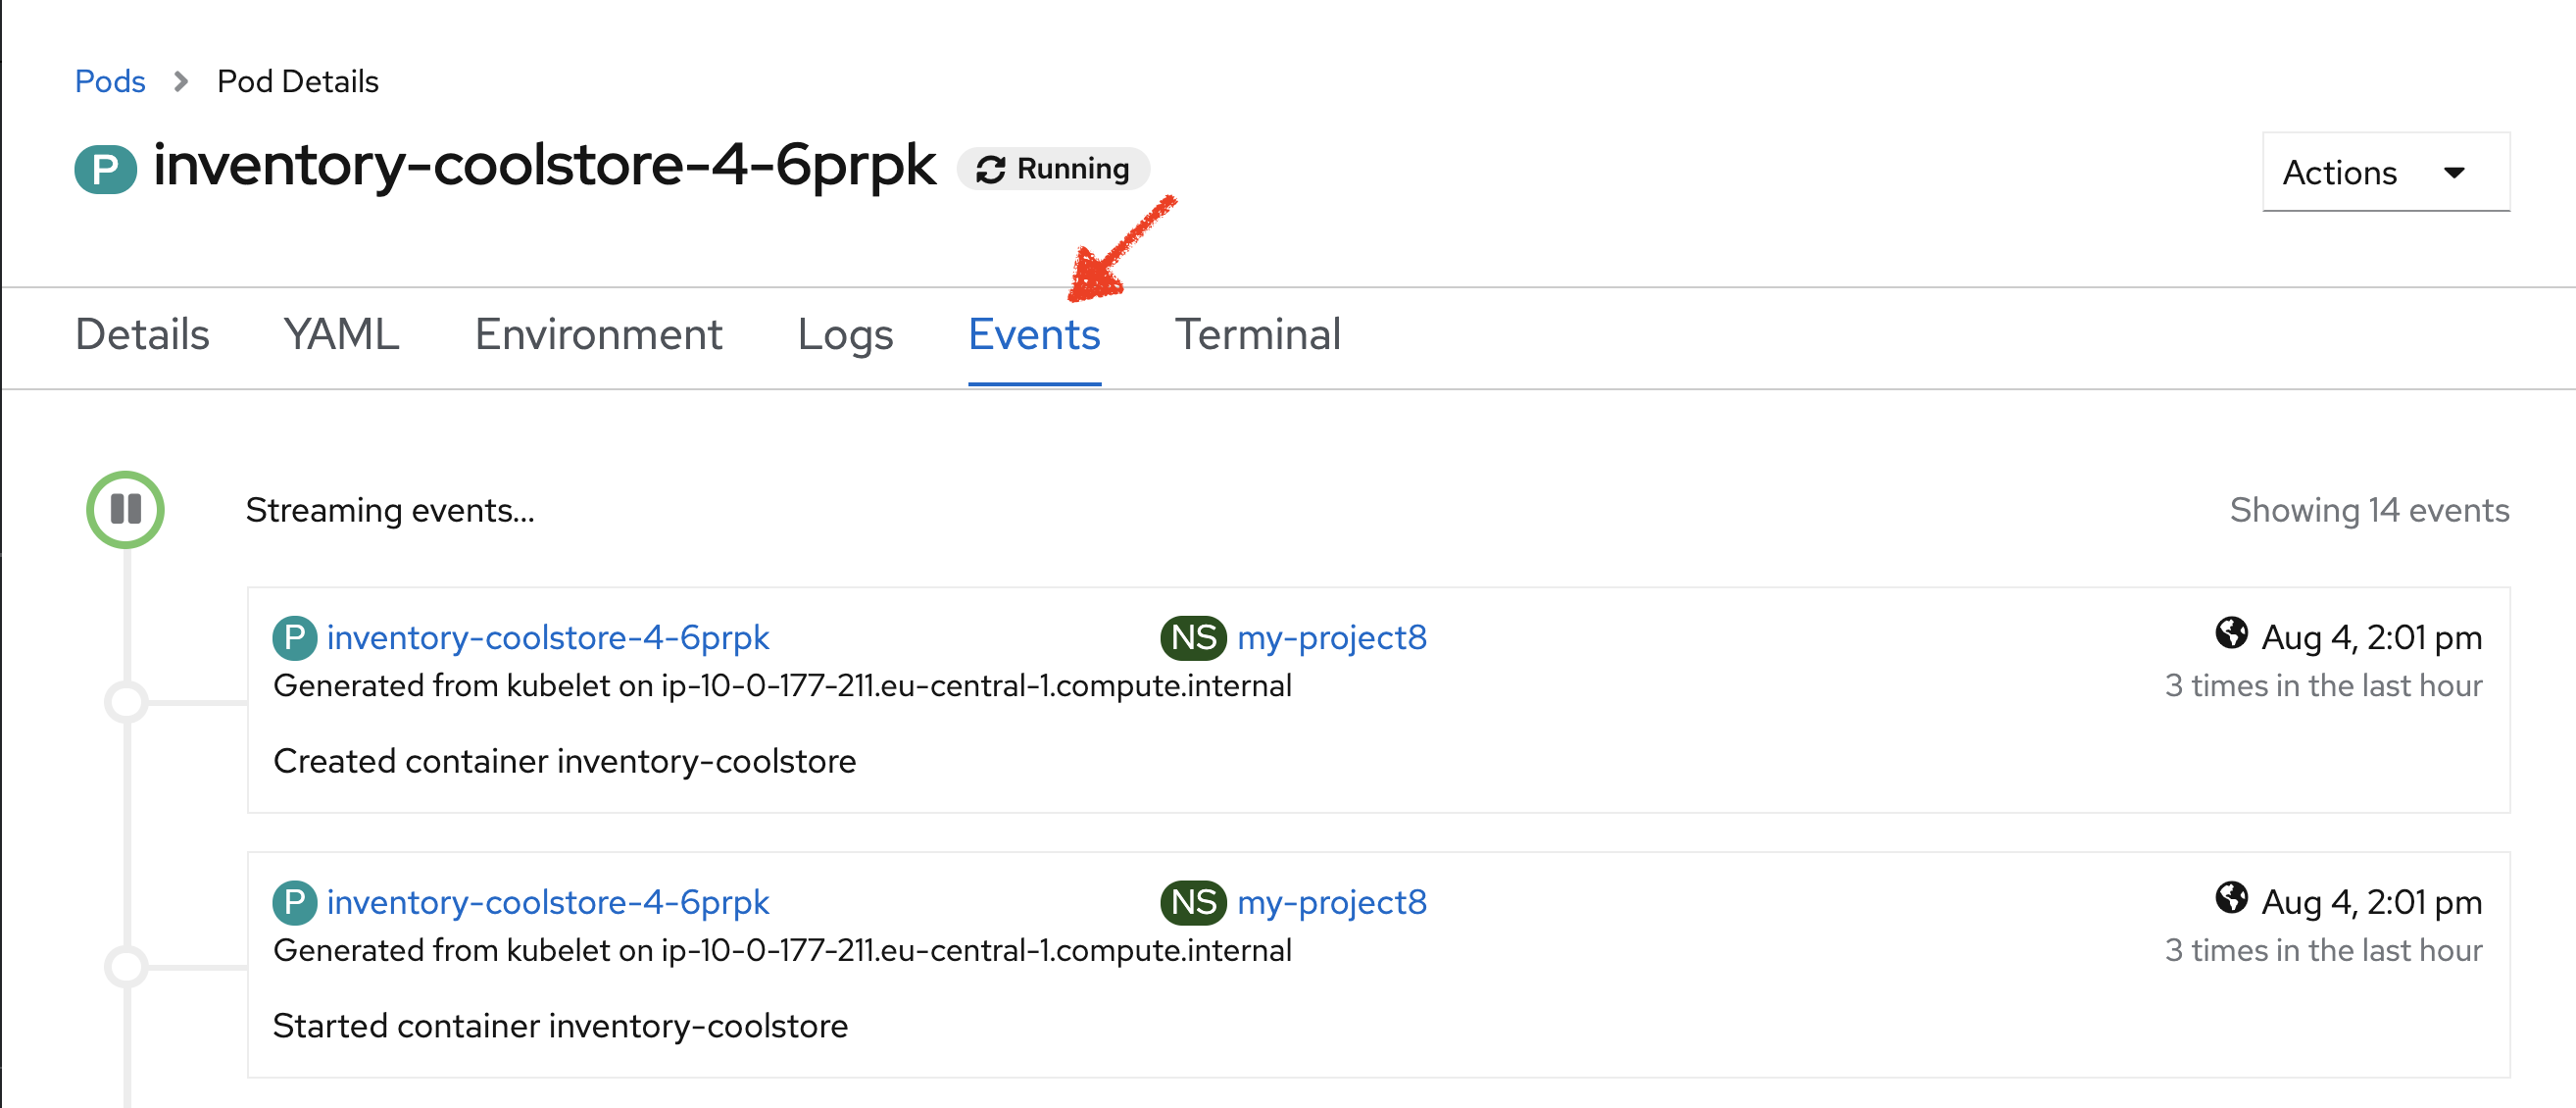 Pods > Pod Details
P inventory-coolstore-4-6prpk Running
Actions
Details YAML Environment Logs Events Terminal
Streaming events... Showing 14 events
P inventory-coolstore-4-6prpk NS my-project8 Aug 4, 2:01 pm
Generated from kubelet on ip-10-0-177-211.eu-central-1.compute.internal 3 times in the last hour
Created container inventory-coolstore
P inventory-coolstore-4-6prpk NS my-project8 Aug 4, 2:01 pm
Generated from kubelet on ip-10-0-177-211.eu-central-1.compute.internal 3 times in the last hour
Started container inventory-coolstore